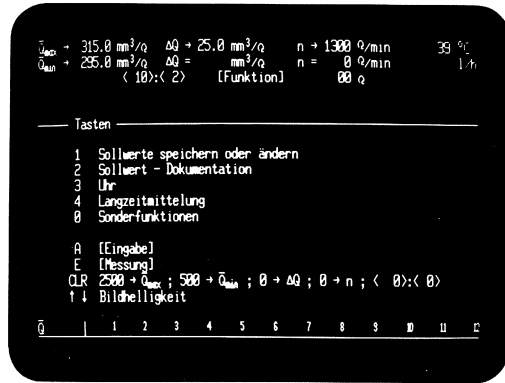 Q̄max → 315.0 mm³/Ω ΔQ → 25.0 mm³/Ω n → 1300 Ω/min 39 °C
Q̄min → 295.0 mm³/Ω ΔQ = mm³/Ω n = 0 Ω/min l/h
< 10>:< 2> [Funktion] 00 Ω
Tasten
1 Sollwerte speichern oder ändern
2 Sollwert - Dokumentation
3 Uhr
4 Langzeitmittelung
0 Sonderfunktionen
A [Eingabe]
E [Messung]
CLR 2500 → Q̄max ; 500 → Q̄min ; 0 → ΔQ ; 0 → n ; < 0>:< 0>
↑ ↓ Bildhelligkeit
Q̄ | 1 2 3 4 5 6 7 8 9 10 11 12